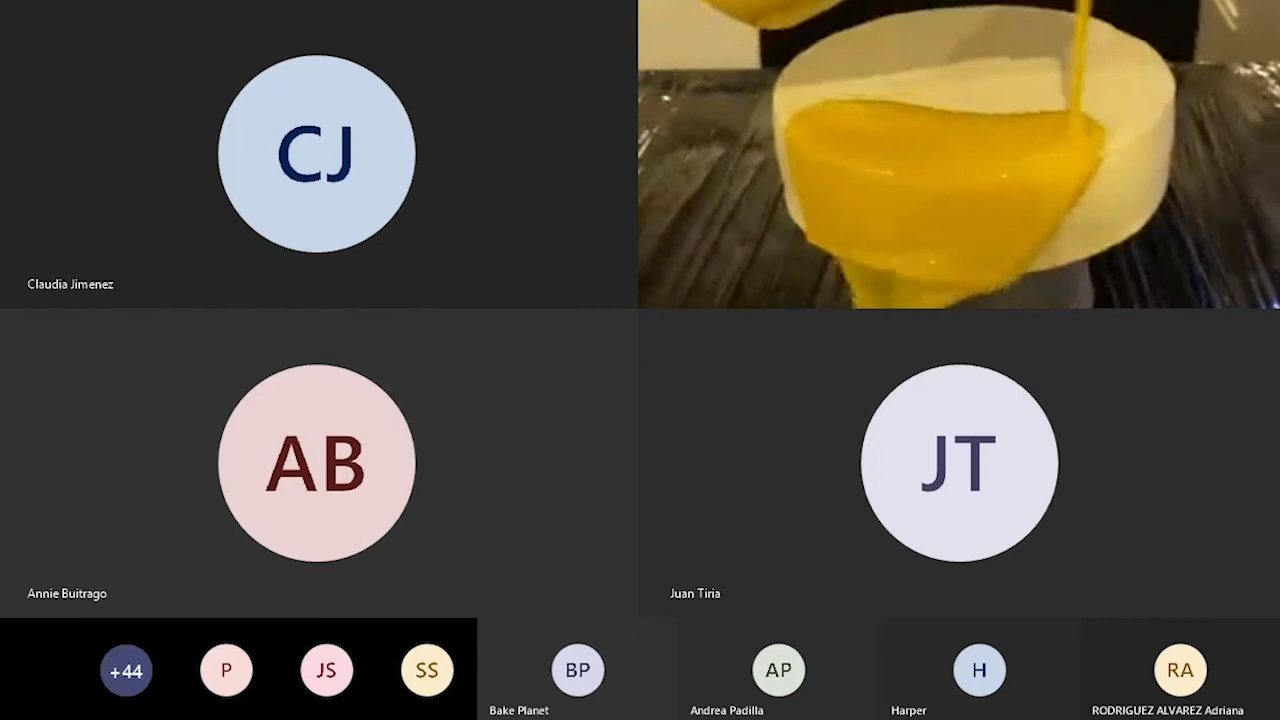 CJ
Claudia Jimenez
AB
Annie Buitrago
JT
Juan Tiria
+44
P
JS
SS
BP
Bake Planet
AP
Andrea Padilla
H
Harper
RA
RODRIGUEZ ALVAREZ Adriana